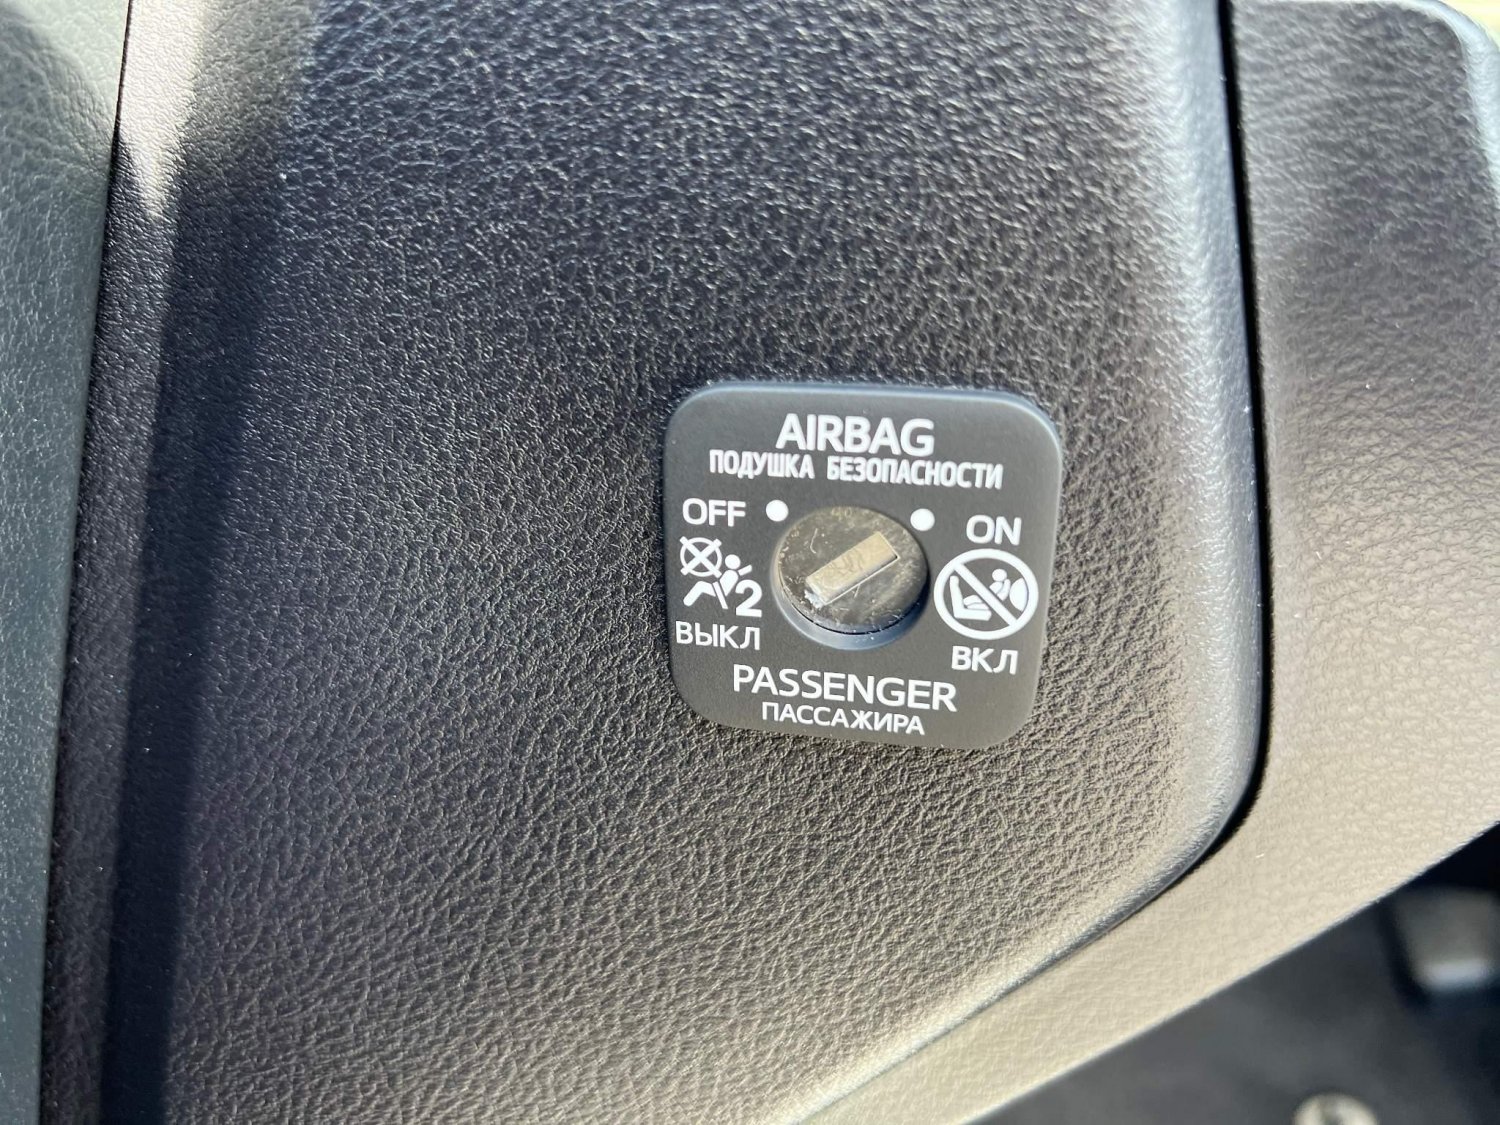 AIRBAG
ПОДУШКА БЕЗОПАСНОСТИ
OFF
ON
2
ВЫКЛ
ВКЛ
PASSENGER
ПАССАЖИРА